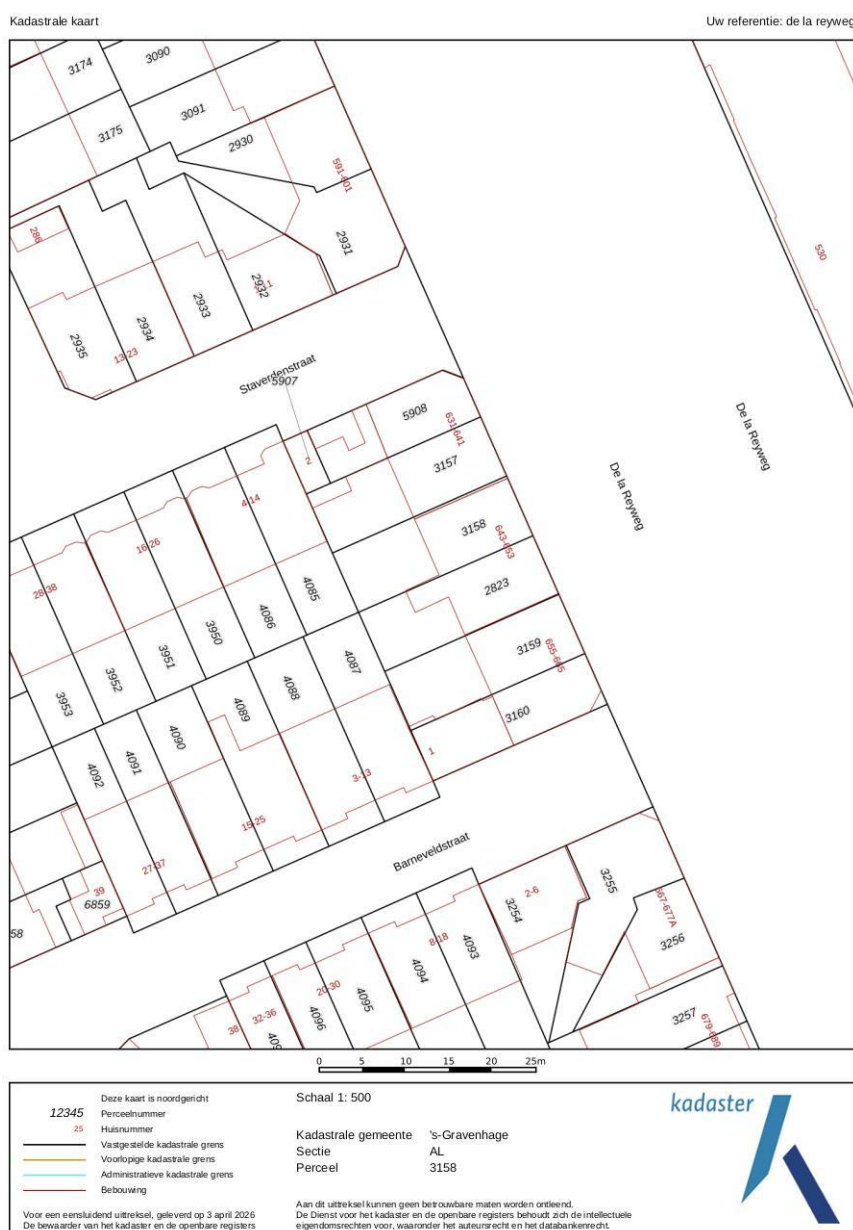 Kadastrale kaart
Uw referentie: de la reyweg
3174
3090
3091
3175
2930
591-601
286
2931
530
2932
1
2933
2934
2935
13-23
Staverdenstraat
5907
5908
631-641
De la Reyweg
2
3157
De la Reyweg
4-14
3158
643-653
16-26
2823
28-38
4085
4086
3950
3951
3952
3953
3159
655-665
4087
4088
4089
4090
4091
4092
3160
1
3-13
15-25
27-37
Barneveldstraat
39
6859
58
2-6
3255
3254
667-677A
3256
8-18
4093
4094
20-30
4095
4096
32-36
38
409
3257
679-689
0 5 10 15 20 25m
Deze kaart is noordgericht
12345 Perceelnummer
25 Huisnummer
Vastgestelde kadastrale grens
Voorlopige kadastrale grens
Administratieve kadastrale grens
Bebouwing
Voor een eensluidend uittreksel, geleverd op 3 april 2026
De bewaarder van het kadaster en de openbare registers
Schaal 1: 500
Kadastrale gemeente 's-Gravenhage
Sectie AL
Perceel 3158
Aan dit uittreksel kunnen geen betrouwbare maten worden ontleend.
De Dienst voor het kadaster en de openbare registers behoudt zich de intellectuele
eigendomsrechten voor, waaronder het auteursrecht en het databankenrecht.
kadaster